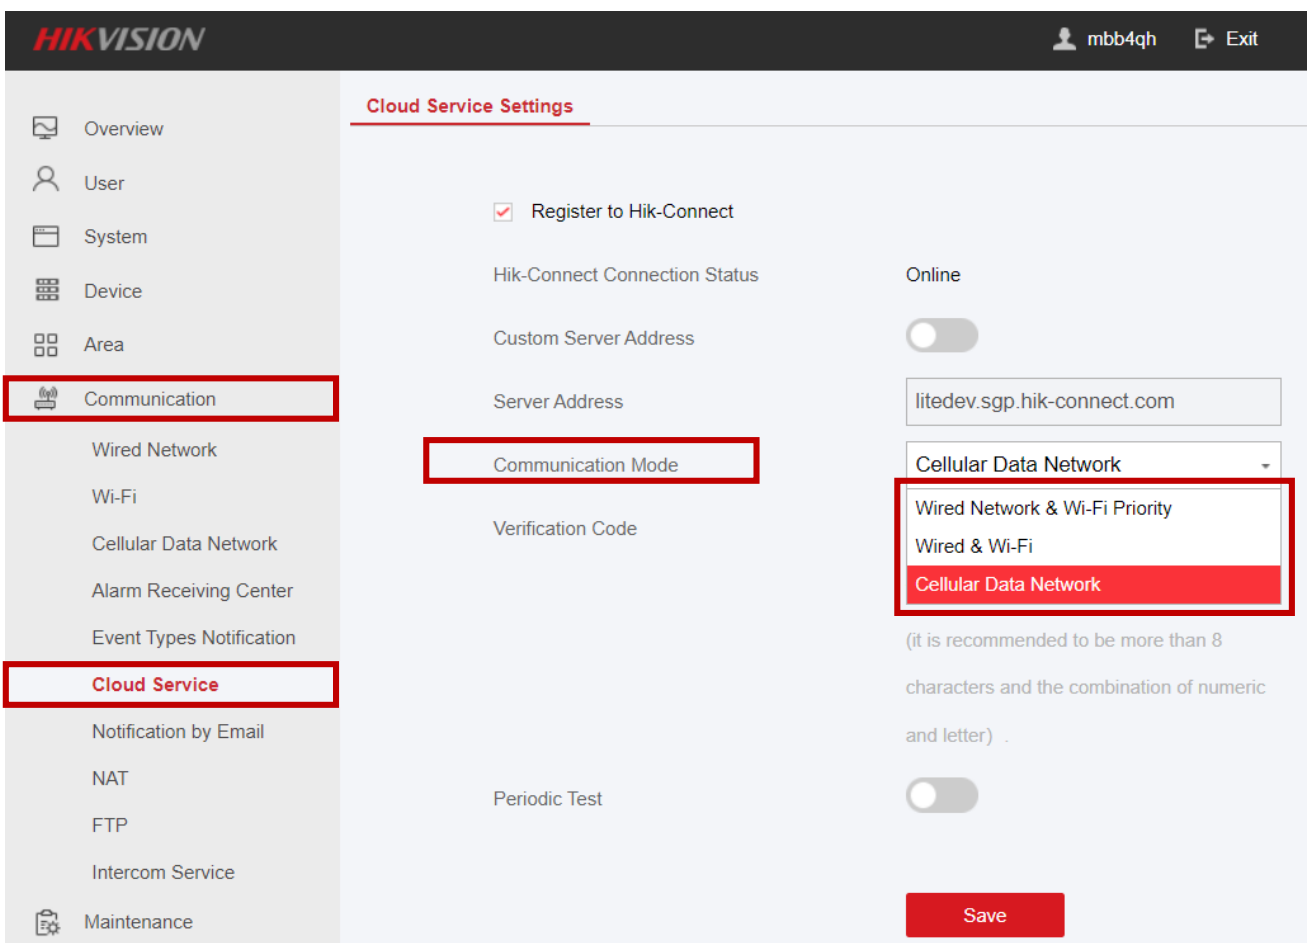 HIKVISION
mbb4qh
Exit
Overview
User
System
Device
Area
Communication
Wired Network
Wi-Fi
Cellular Data Network
Alarm Receiving Center
Event Types Notification
Cloud Service
Notification by Email
NAT
FTP
Intercom Service
Maintenance
Cloud Service Settings
Register to Hik-Connect
Hik-Connect Connection Status
Online
Custom Server Address
Server Address
litedev.sgp.hik-connect.com
Communication Mode
Cellular Data Network
Wired Network & Wi-Fi Priority
Wired & Wi-Fi
Cellular Data Network
Verification Code
(it is recommended to be more than 8
characters and the combination of numeric
and letter) .
Periodic Test
Save